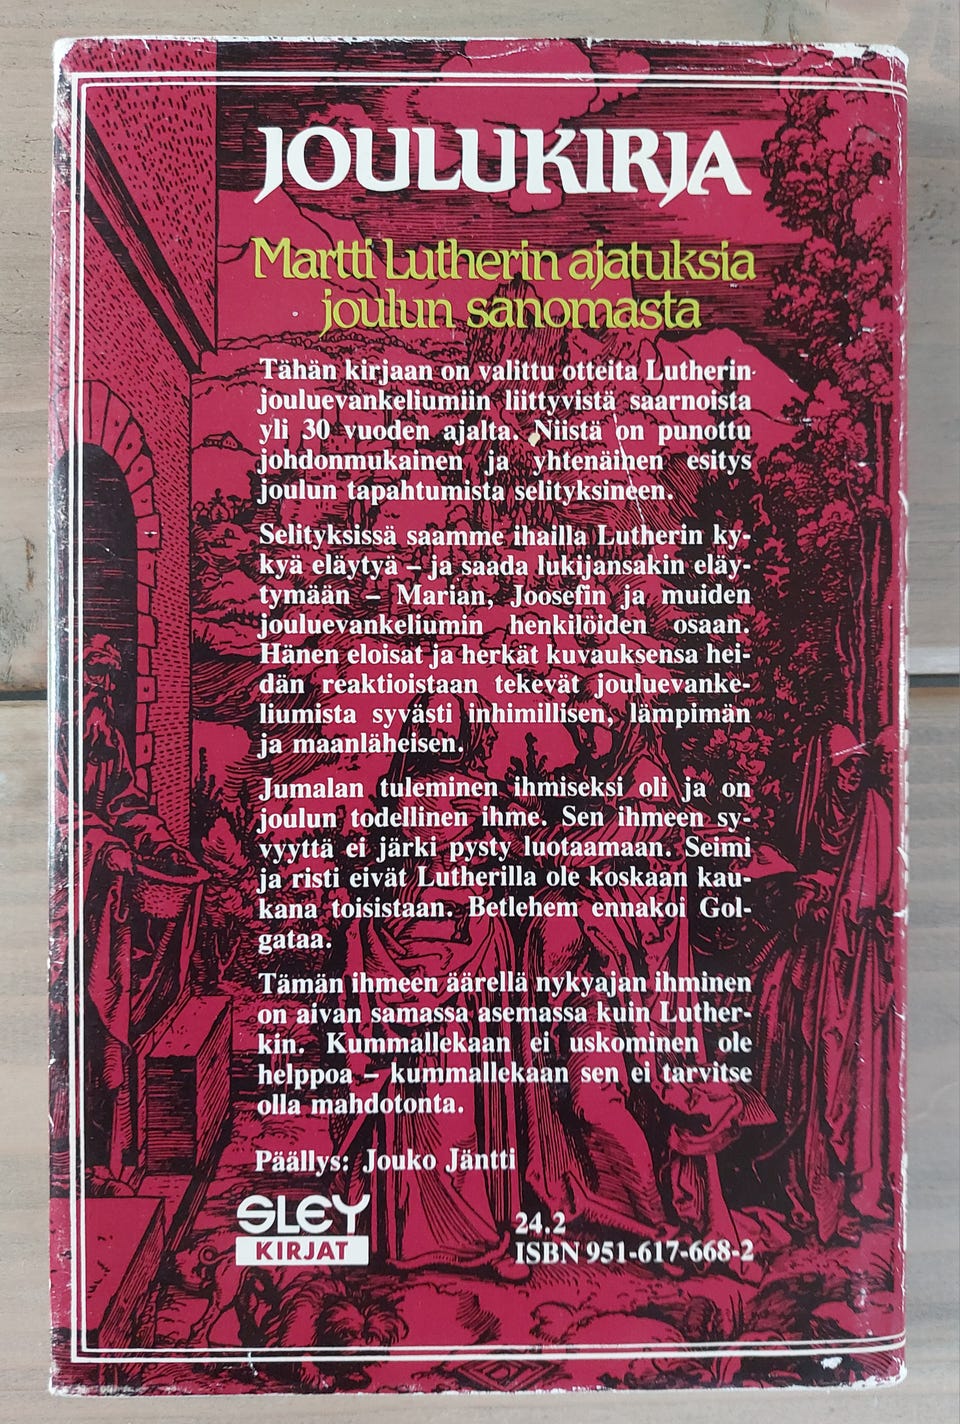 JOULUKIRJA
Martti Lutherin ajatuksia
joulun sanomasta
Tähän kirjaan on valittu otteita Lutherin
jouluevankeliumiin liittyvistä saarnoista
yli 30 vuoden ajalta. Niistä on punottu
johdonmukainen ja yhtenäinen esitys
joulun tapahtumista selityksineen.
Selityksissä saamme ihailla Lutherin ky-
kyä eläytyä – ja saada lukijansakin eläy-
tymään – Marian, Joosefin ja muiden
jouluevankeliumin henkilöiden osaan.
Hänen eloisat ja herkät kuvauksensa hei-
dän reaktioistaan tekevät jouluevanke-
liumista syvästi inhimillisen, lämpimän
ja maanläheisen.
Jumalan tuleminen ihmiseksi oli ja on
joulun todellinen ihme. Sen ihmeen sy-
vyyttä ei järki pysty luotaamaan. Seimi
ja risti eivät Lutherilla ole koskaan kau-
kana toisistaan. Betlehem ennakoi Gol-
gataa.
Tämän ihmeen äärellä nykyajan ihminen
on aivan samassa asemassa kuin Luther-
kin. Kummallekaan ei uskominen ole
helppoa – kummallekaan sen ei tarvitse
olla mahdotonta.
Päällys: Jouko Jäntti
SLEY
KIRJAT
24.2
ISBN 951-617-668-2